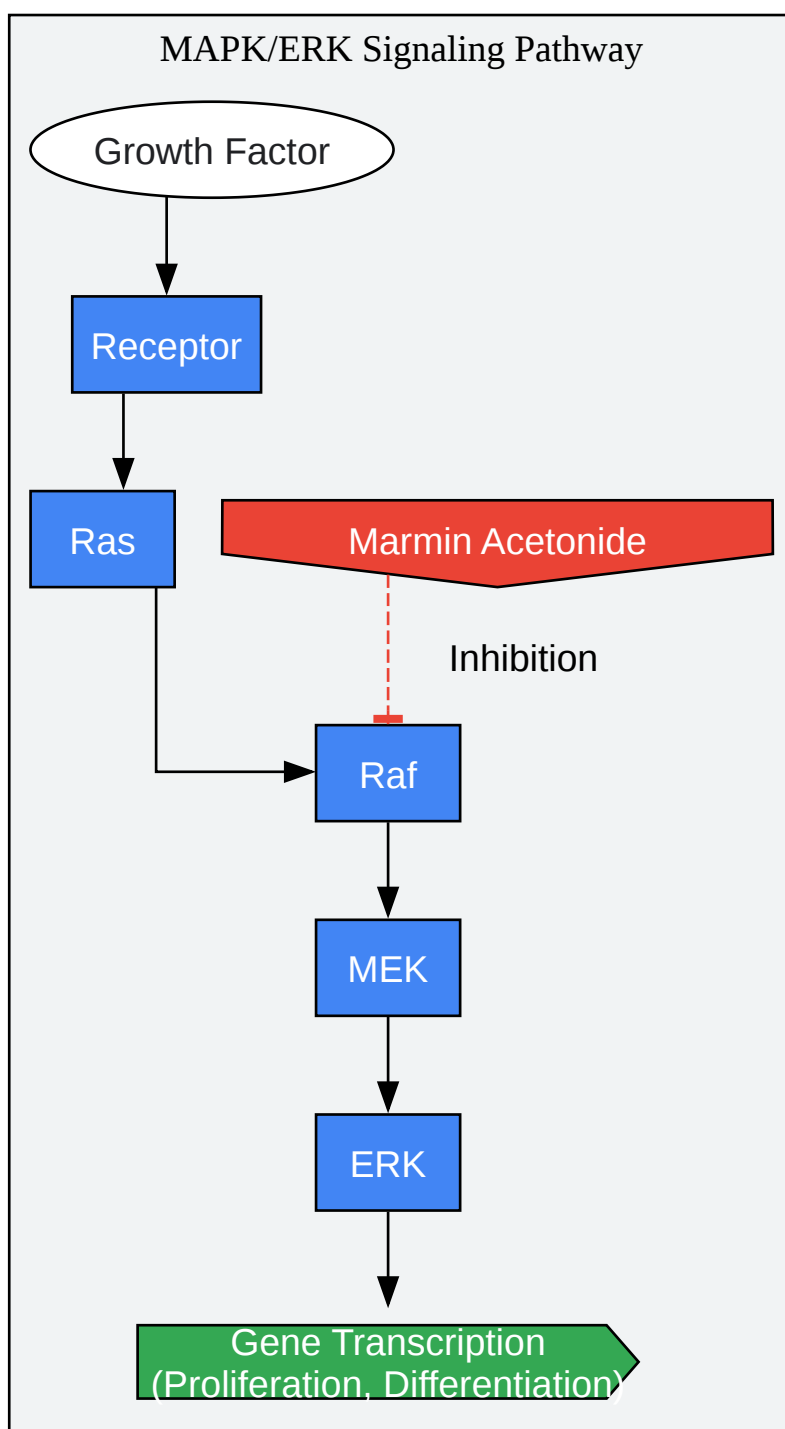 MAPK/ERK Signaling Pathway
Growth Factor
Receptor
Ras
Marmin Acetonide
Inhibition
Raf
MEK
ERK
Gene Transcription
(Proliferation, Differentiation)